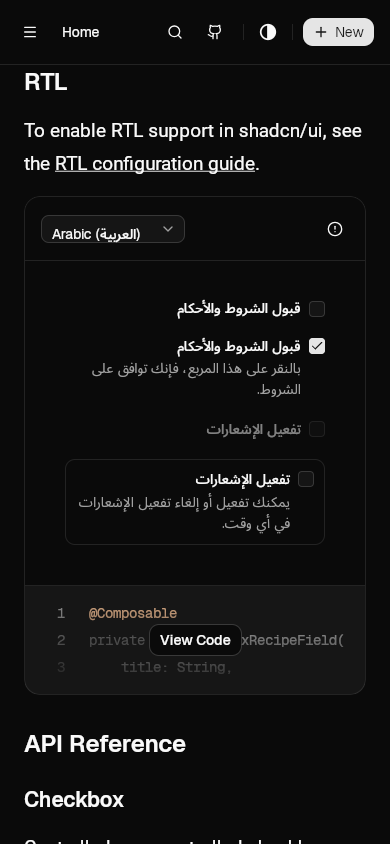 Home
New
RTL
To enable RTL support in shadcn/ui, see
the RTL configuration guide.
Arabic (العربية)
قبول الشروط والأحكام
قبول الشروط والأحكام
بالنقر على هذا المربع، فإنك توافق على
الشروط.
تفعيل الإشعارات
تفعيل الإشعارات
يمكنك تفعيل أو إلغاء تفعيل الإشعارات
في أي وقت.
1 @Composable
2 private xRecipeField(
View Code
3 title: String,
API Reference
Checkbox